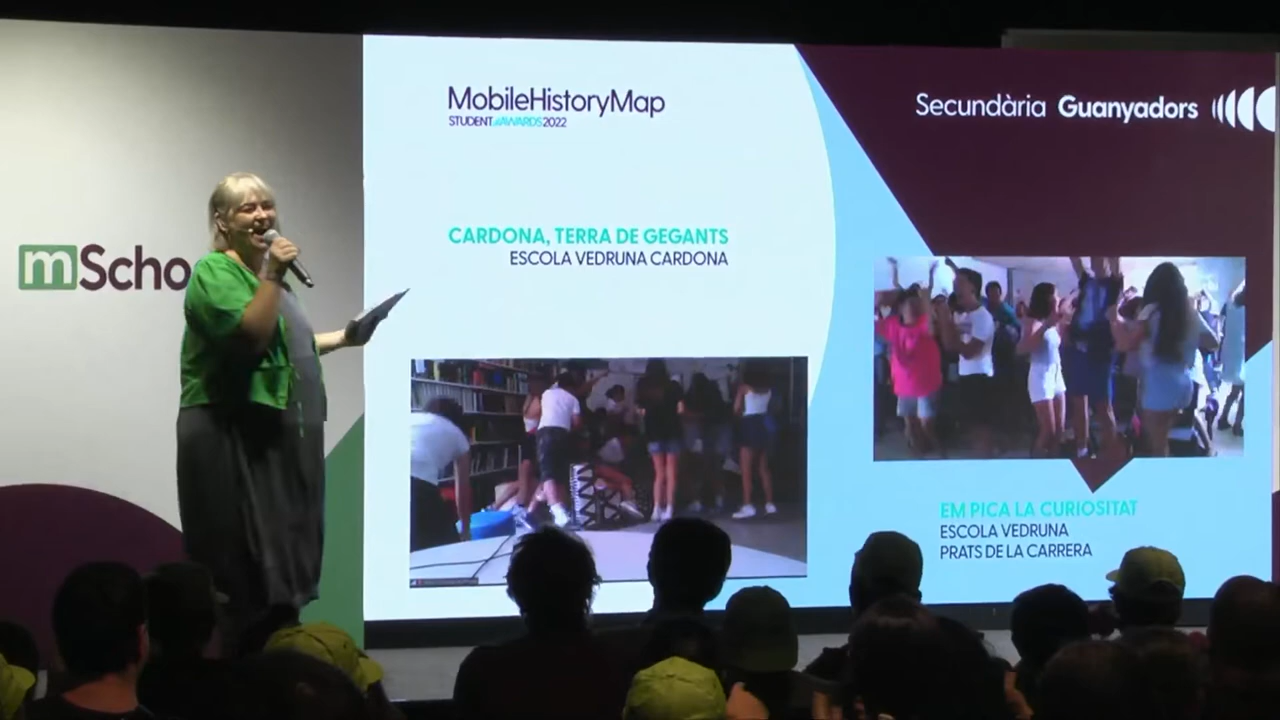 mScho
MobileHistoryMap
STUDENT AWARDS 2022
CARDONA, TERRA DE GEGANTS
ESCOLA VEDRUNA CARDONA
Secundària Guanyadors
EM PICA LA CURIOSITAT
ESCOLA VEDRUNA
PRATS DE LA CARRERA